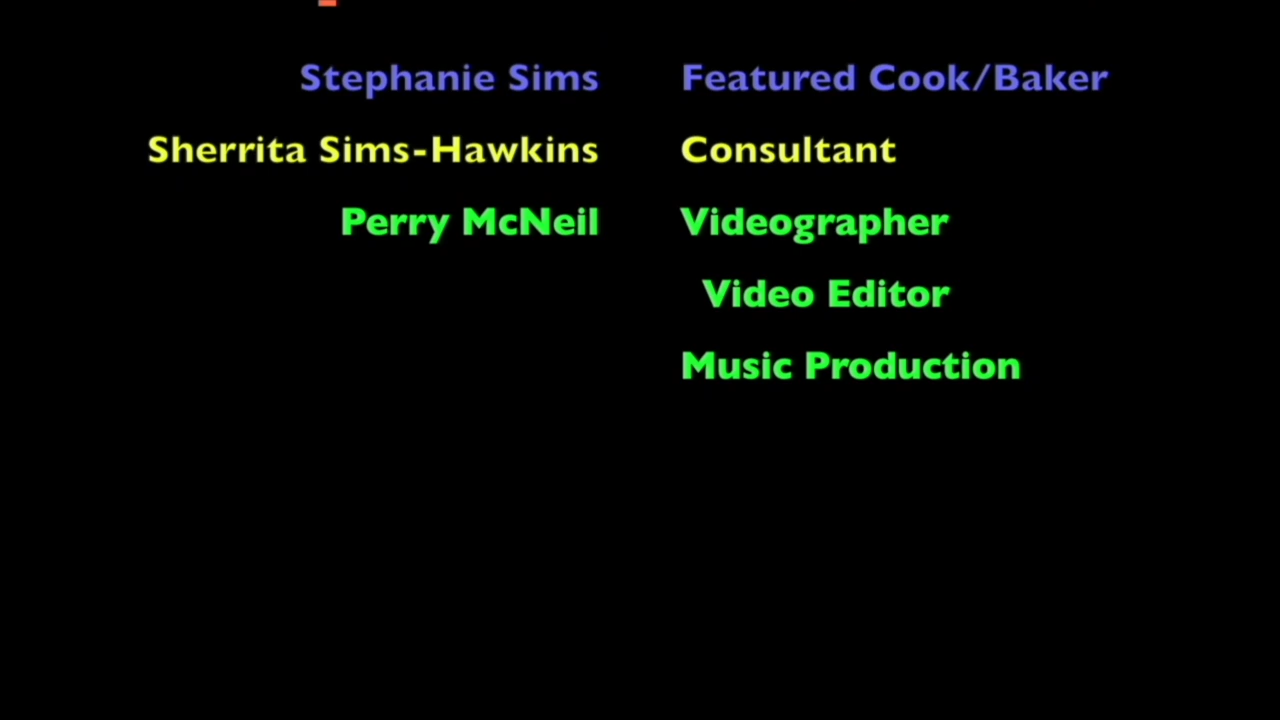 Stephanie Sims Featured Cook/Baker
Sherrita Sims-Hawkins Consultant
Perry McNeil Videographer
Video Editor
Music Production